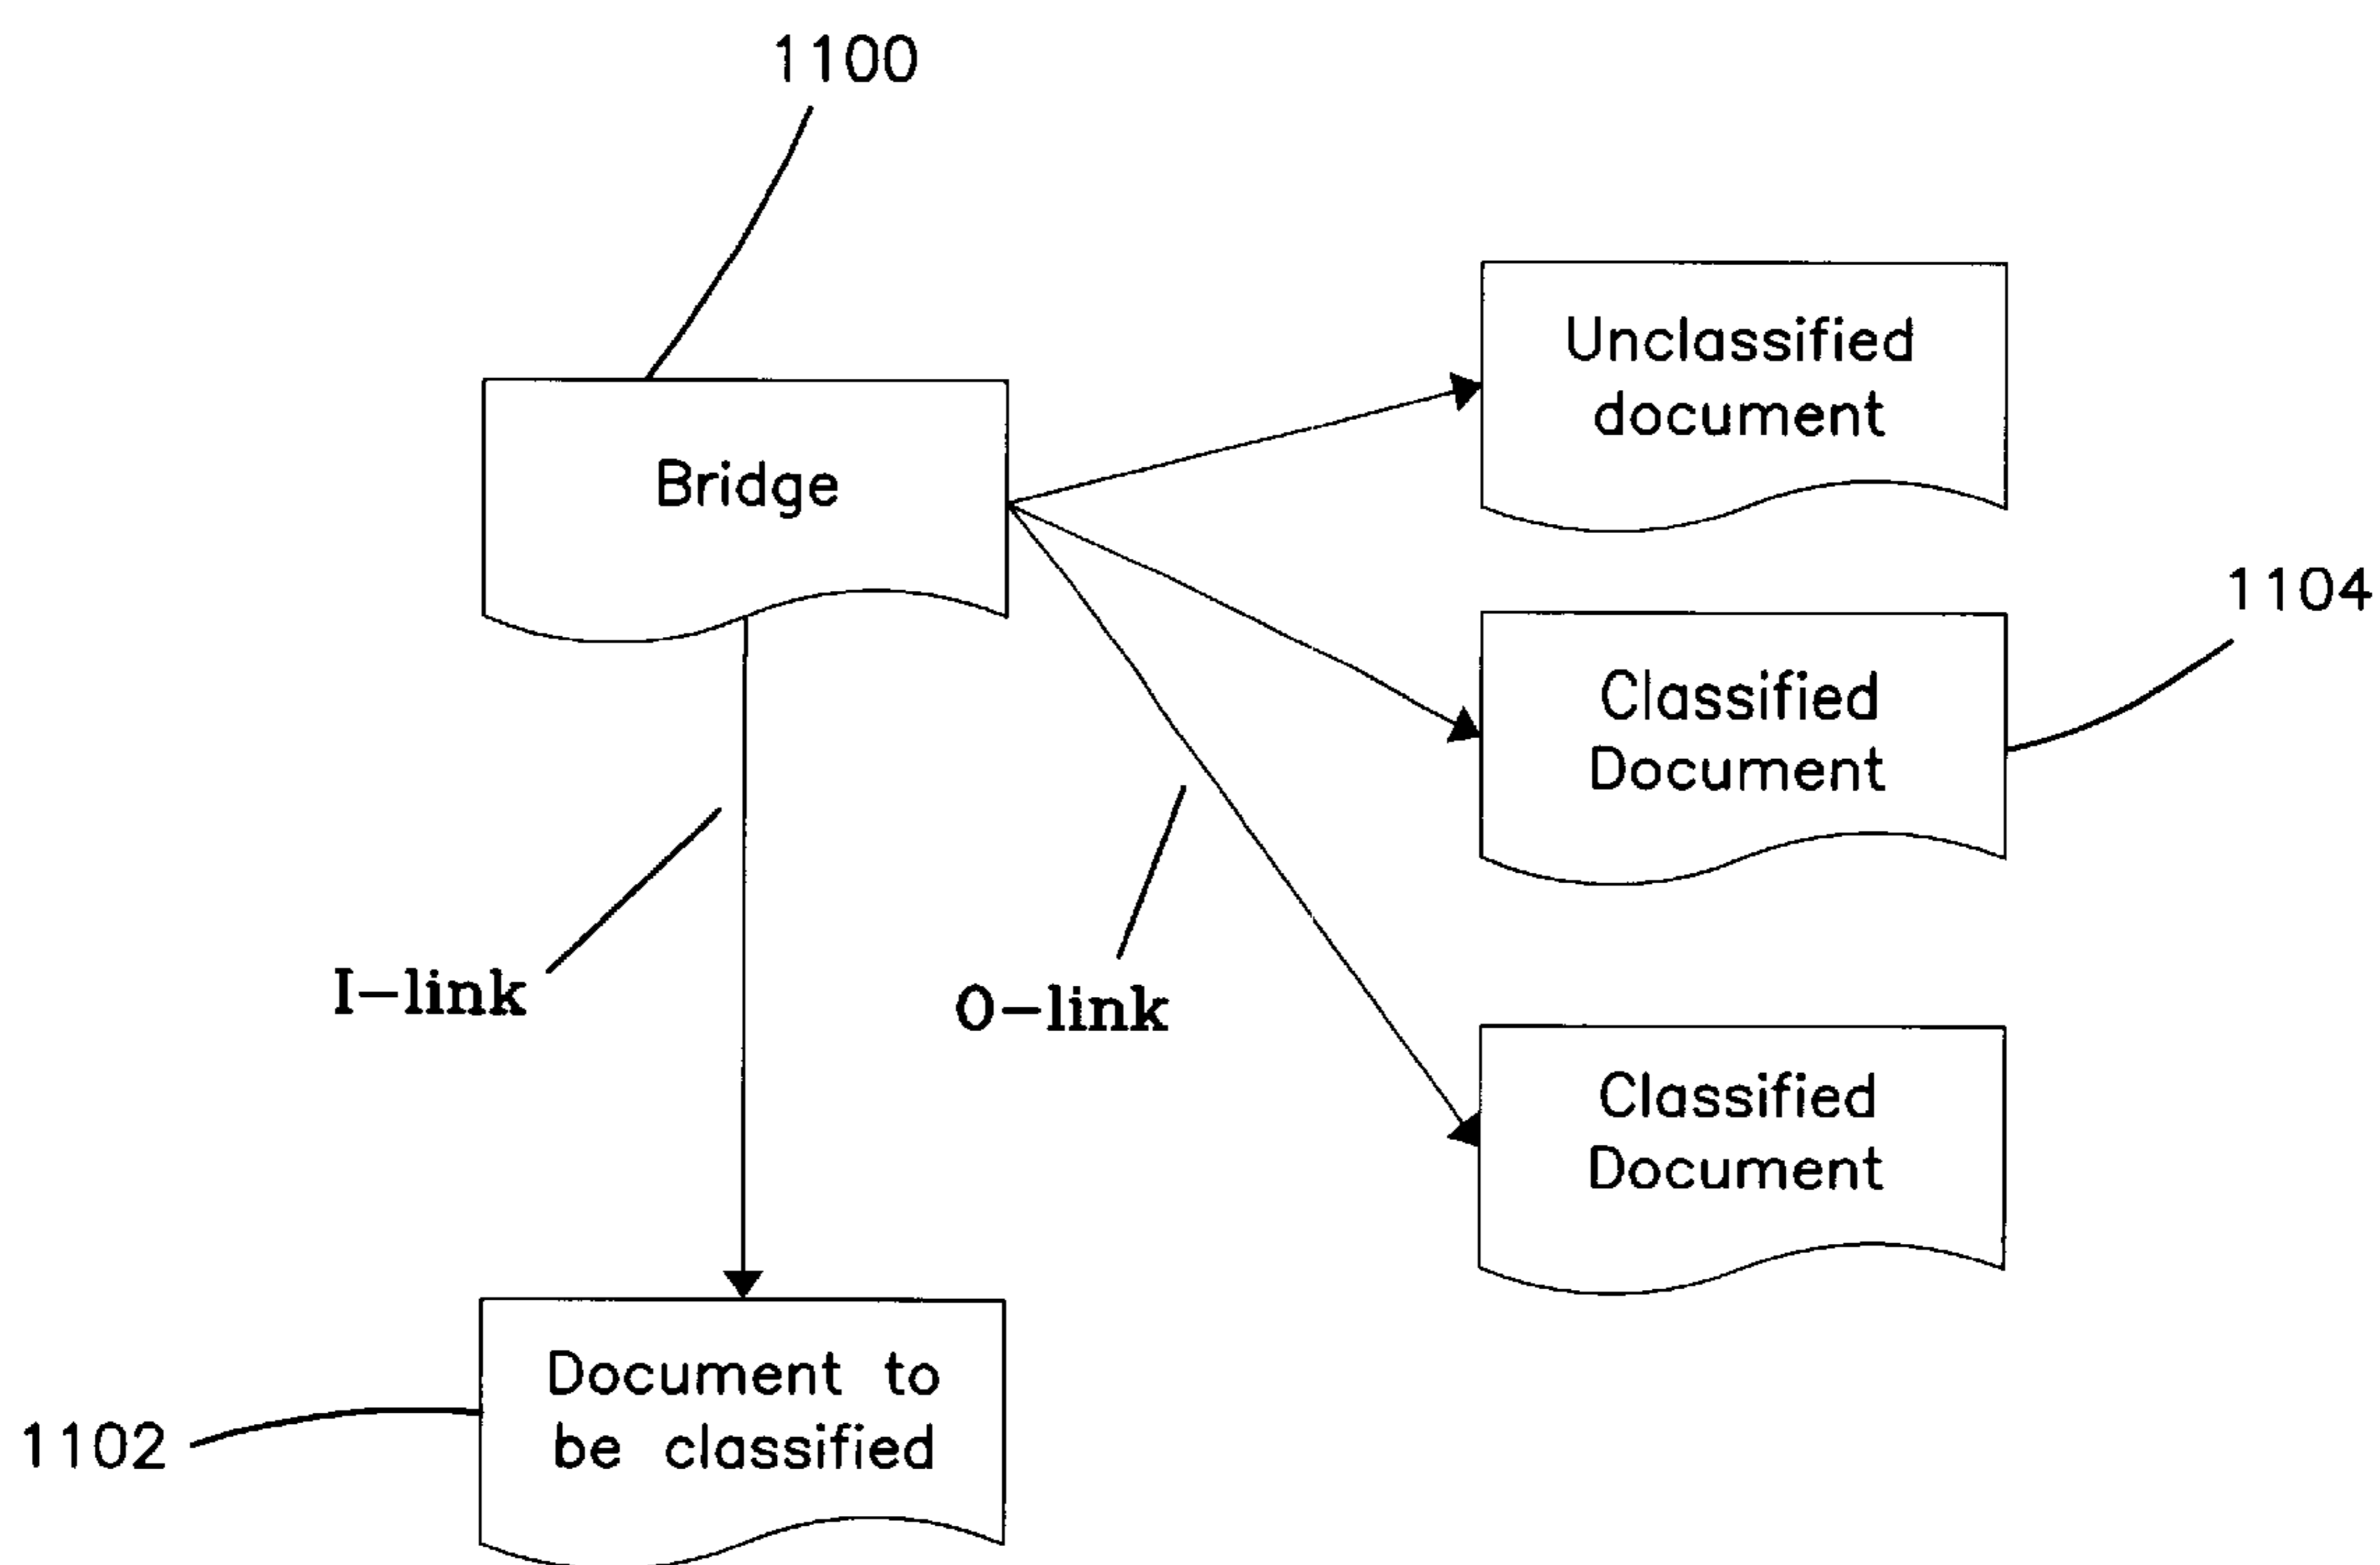 1100
Unclassified
document
Bridge
1104
Classified
Document
I-link
O-link
Classified
Document
Document to
be classified
1102